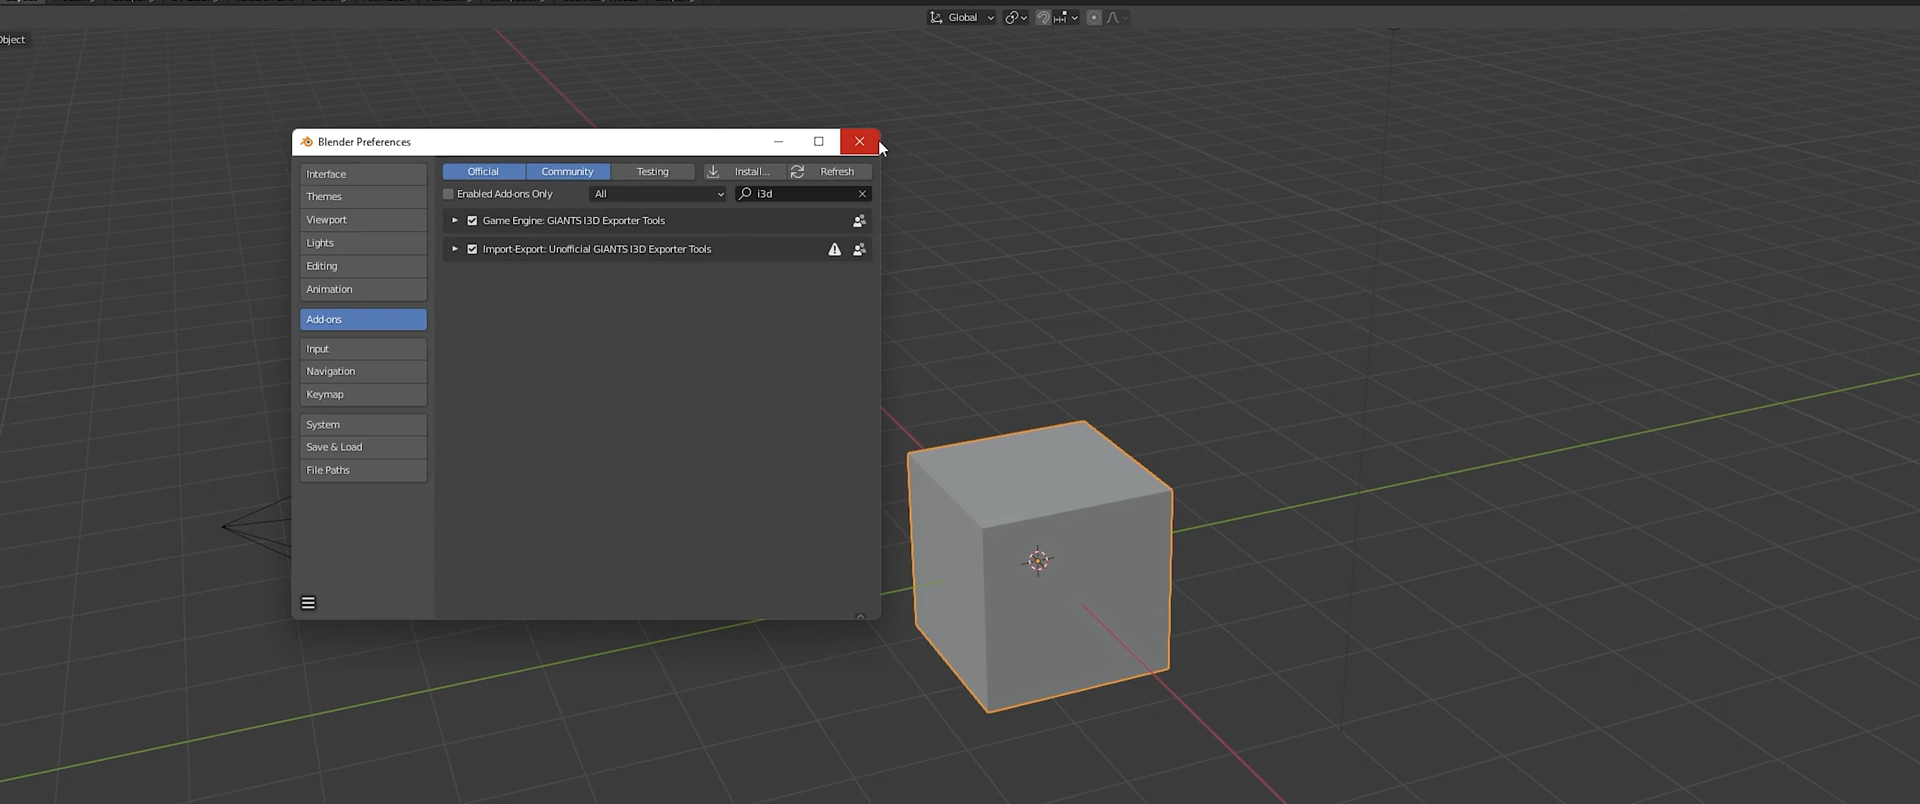 Global
Object
Blender Preferences
Interface
Themes
Viewport
Lights
Editing
Animation
Add-ons
Input
Navigation
Keymap
System
Save & Load
File Paths
Official
Community
Testing
Install...
Refresh
Enabled Add-ons Only
All
i3d
Game Engine: GIANTS I3D Exporter Tools
Import-Export: Unofficial GIANTS I3D Exporter Tools